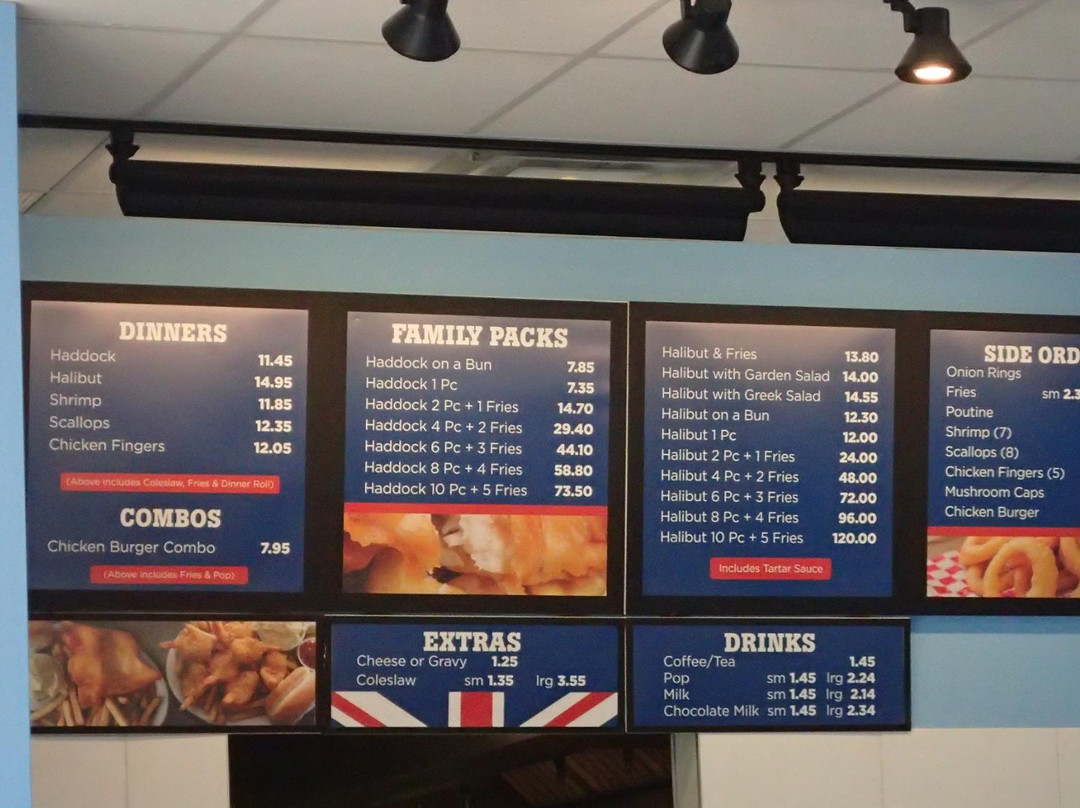 DINNERS
Haddock 11.45
Halibut 14.95
Shrimp 11.85
Scallops 12.35
Chicken Fingers 12.05
(Above includes Coleslaw, Fries & Dinner Roll)
COMBOS
Chicken Burger Combo 7.95
(Above includes Fries & Pop)
FAMILY PACKS
Haddock on a Bun 7.85
Haddock 1 Pc 7.35
Haddock 2 Pc + 1 Fries 14.70
Haddock 4 Pc + 2 Fries 29.40
Haddock 6 Pc + 3 Fries 44.10
Haddock 8 Pc + 4 Fries 58.80
Haddock 10 Pc + 5 Fries 73.50
Halibut & Fries 13.80
Halibut with Garden Salad 14.00
Halibut with Greek Salad 14.55
Halibut on a Bun 12.30
Halibut 1 Pc 12.00
Halibut 2 Pc + 1 Fries 24.00
Halibut 4 Pc + 2 Fries 48.00
Halibut 6 Pc + 3 Fries 72.00
Halibut 8 Pc + 4 Fries 96.00
Halibut 10 Pc + 5 Fries 120.00
Includes Tartar Sauce
SIDE ORD
Onion Rings
Fries sm 2.3
Poutine
Shrimp (7)
Scallops (8)
Chicken Fingers (5)
Mushroom Caps
Chicken Burger
EXTRAS
Cheese or Gravy 1.25
Coleslaw sm 1.35 lrg 3.55
DRINKS
Coffee/Tea 1.45
Pop sm 1.45 lrg 2.24
Milk sm 1.45 lrg 2.14
Chocolate Milk sm 1.45 lrg 2.34